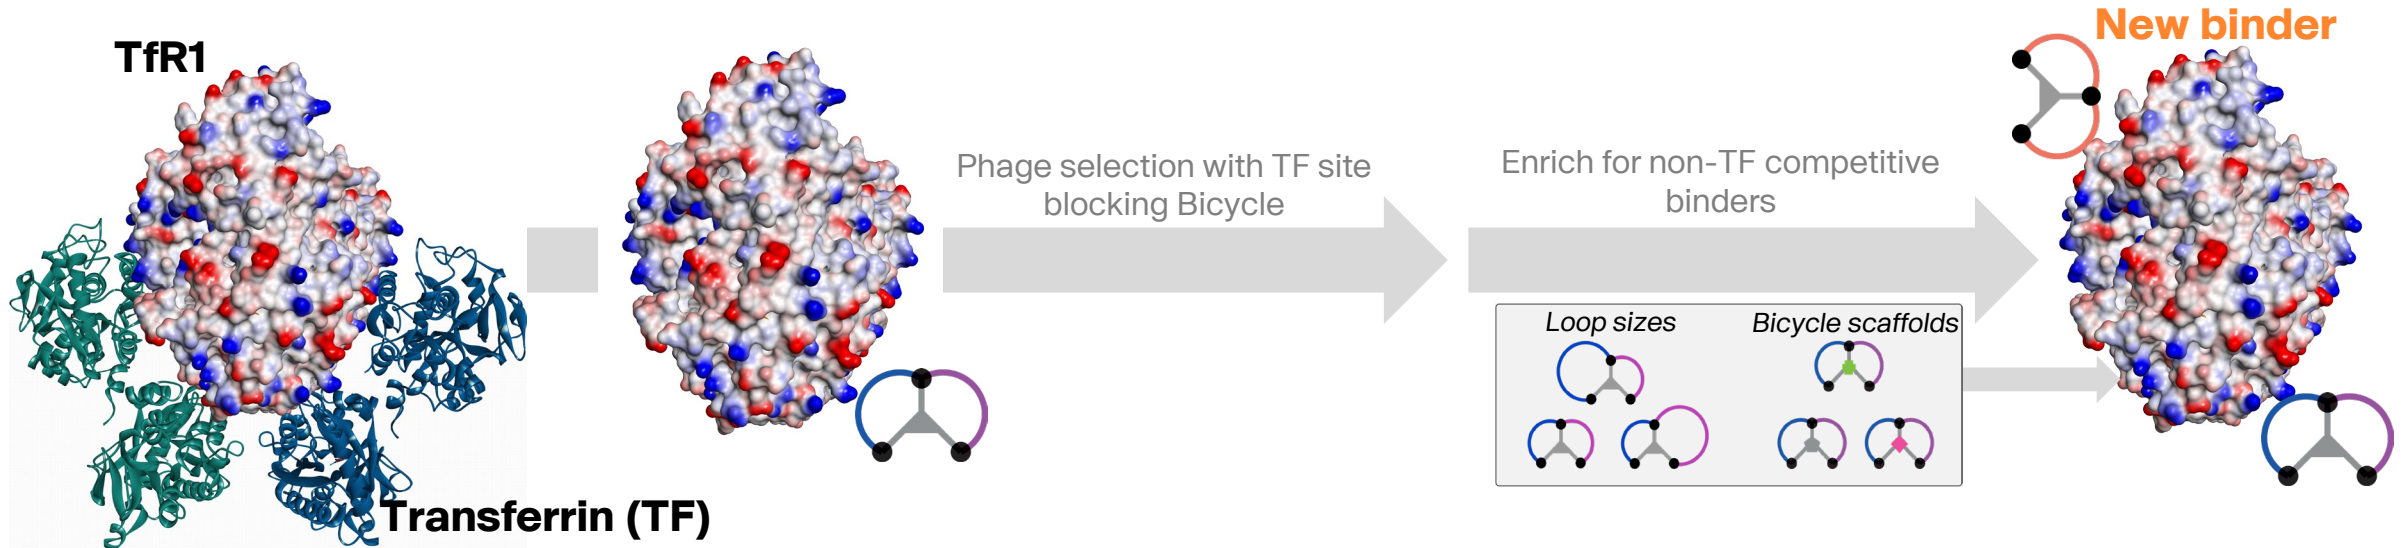 TfR1
Transferrin (TF)
Phage selection with TF site
blocking Bicycle
Enrich for non-TF competitive
binders
Loop sizes
Bicycle scaffolds
New binder